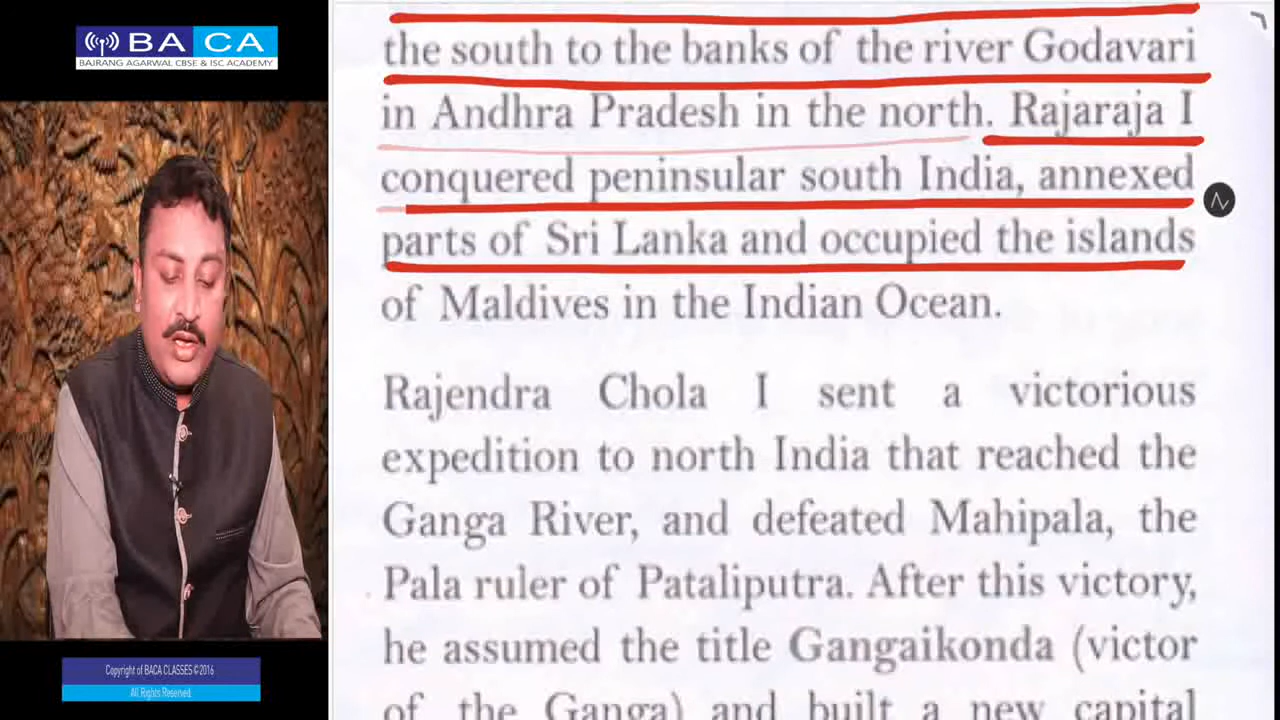 BA CA
BAJRANG AGARWAL CBSE & ISC ACADEMY
the south to the banks of the river Godavari
in Andhra Pradesh in the north. Rajaraja I
conquered peninsular south India, annexed
parts of Sri Lanka and occupied the islands
of Maldives in the Indian Ocean.
Rajendra Chola I sent a victorious
expedition to north India that reached the
Ganga River, and defeated Mahipala, the
Pala ruler of Pataliputra. After this victory,
he assumed the title Gangaikonda (victor
of the Ganga) and built a new capital
Copyright of BACA CLASSES ©2016
All Rights Reserved.